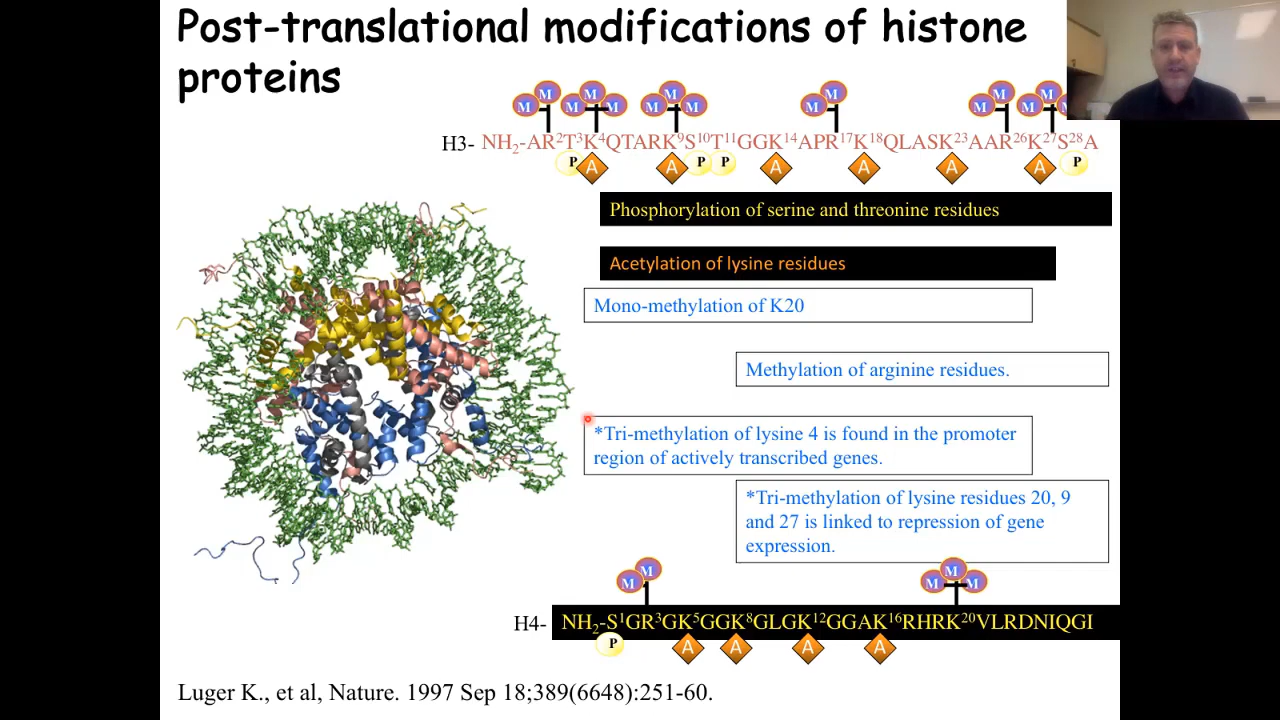 Post-translational modifications of histone
proteins
M M M M M M M M M M M M M M M
H3- NH₂-AR²T³K⁴QTARK⁹S¹⁰T¹¹GGK¹⁴APR¹⁷K¹⁸QLASK²³AAR²⁶K²⁷S²⁸A
P A A P P A A A A P
Phosphorylation of serine and threonine residues
Acetylation of lysine residues
Mono-methylation of K20
Methylation of arginine residues.
*Tri-methylation of lysine 4 is found in the promoter
region of actively transcribed genes.
*Tri-methylation of lysine residues 20, 9
and 27 is linked to repression of gene
expression.
M M M M M
H4- NH₂-S¹GR³GK⁵GGK⁸GLGK¹²GGAK¹⁶RHRK²⁰VLRDNIQGI
P A A A A
Luger K., et al, Nature. 1997 Sep 18;389(6648):251-60.